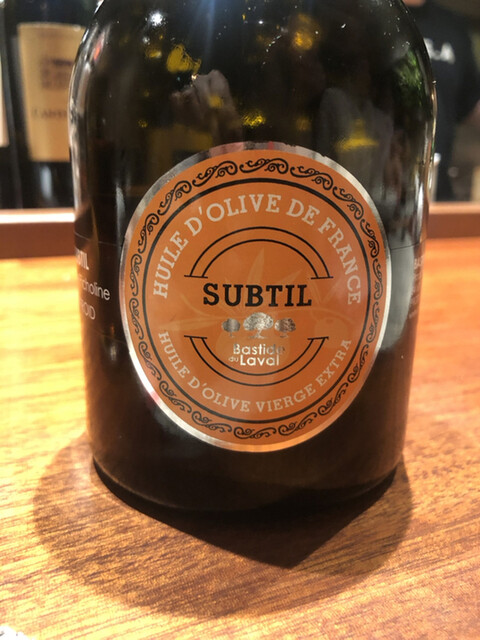 HUILE D'OLIVE DE FRANCE
SUBTIL
Bastide
du Laval
HUILE D'OLIVE VIERGE EXTRA